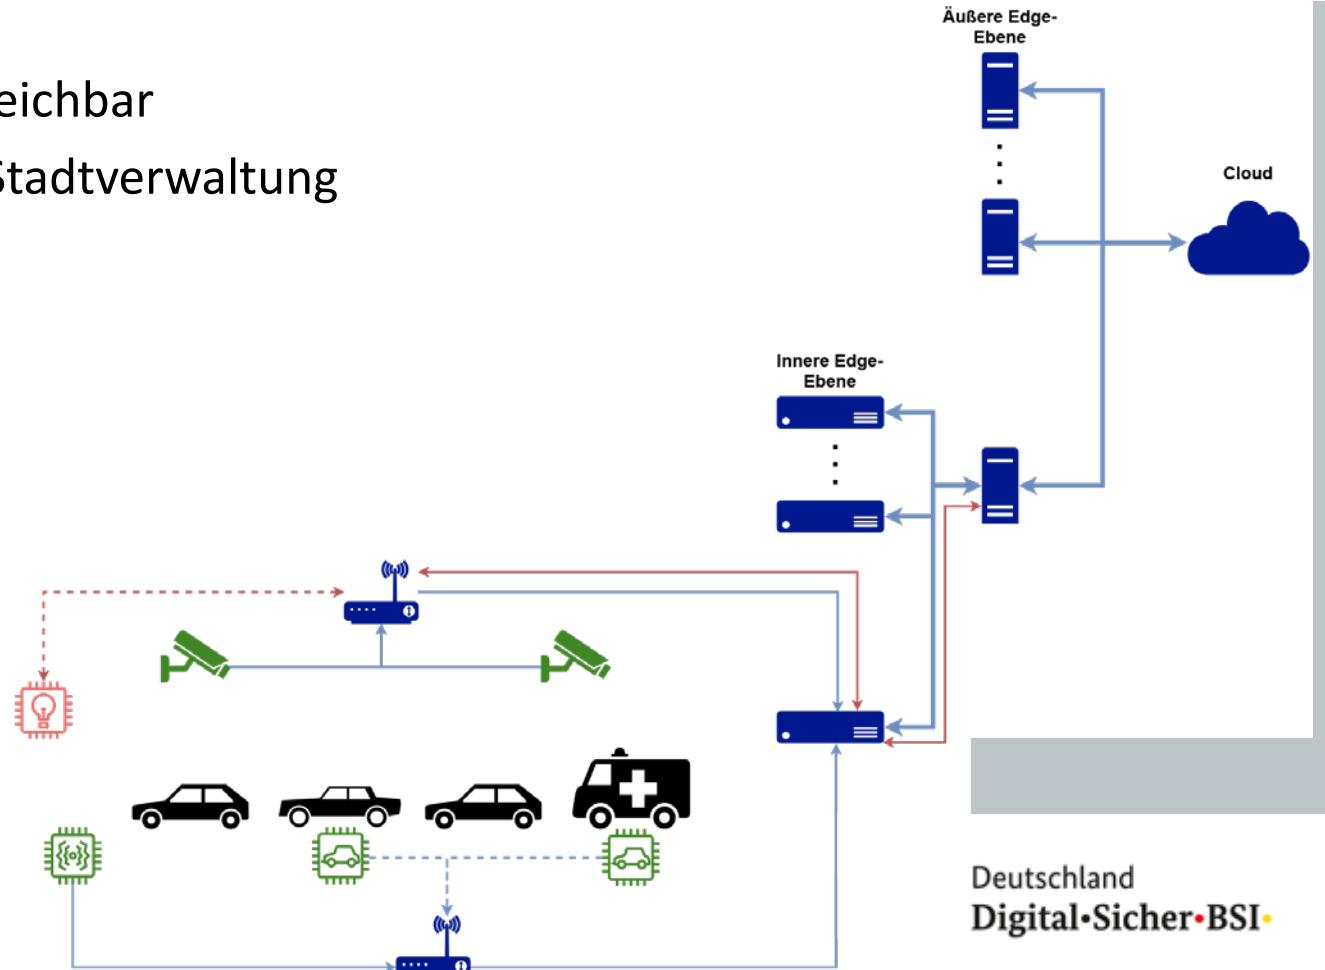 Äußere Edge-
Ebene
eichbar
Stadtverwaltung
Cloud
Innere Edge-
Ebene
Deutschland
Digital•Sicher•BSI•